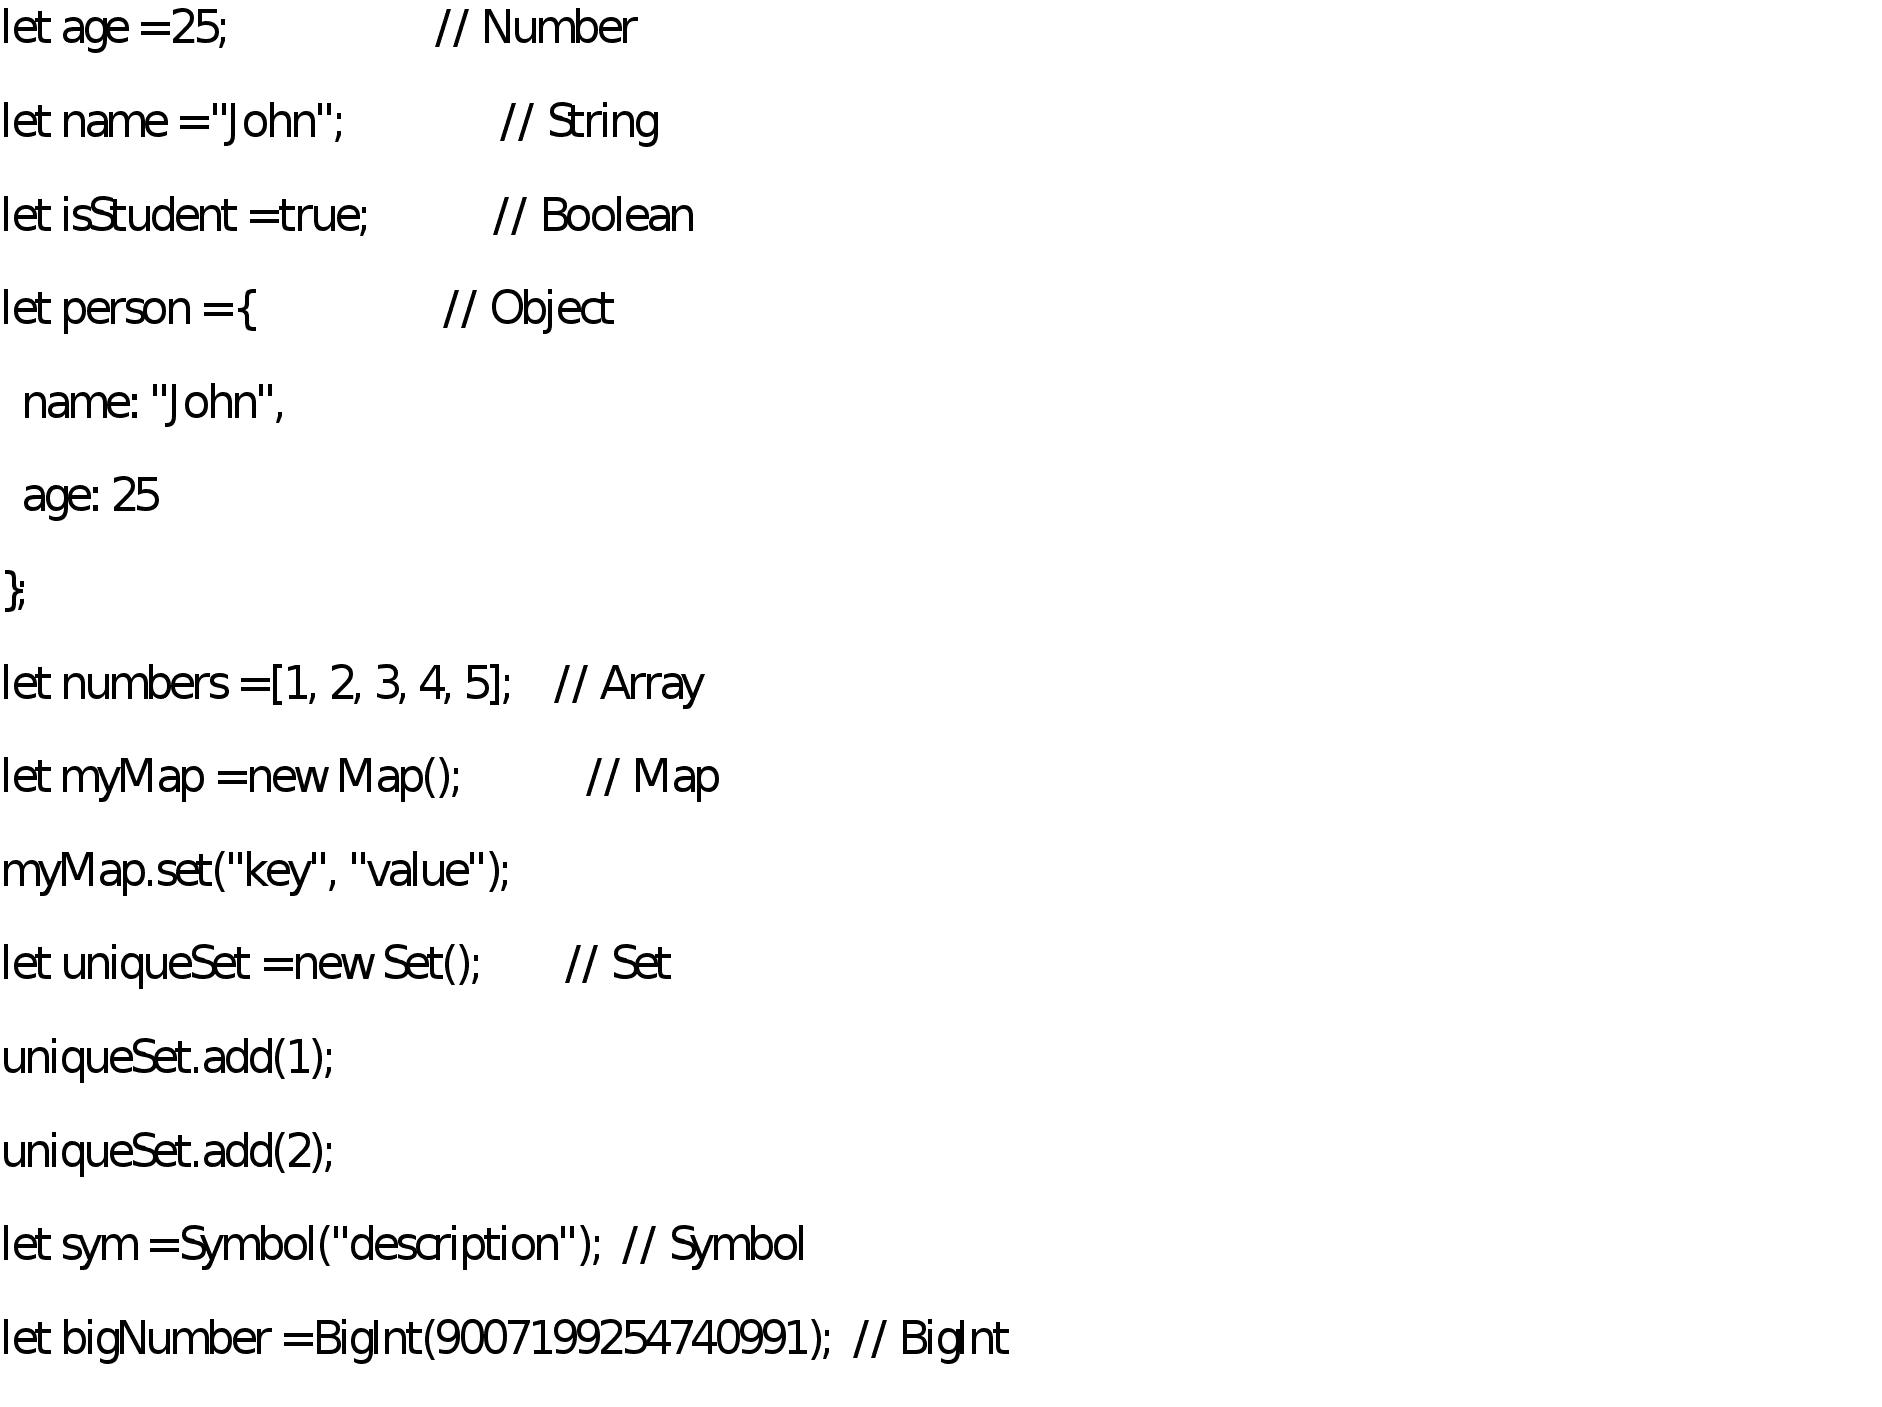 let age = 25;                    // Number
let name = "John";               // String
let isStudent = true;            // Boolean
let person = {                  // Object
  name: "John",
  age: 25
};
let numbers = [1, 2, 3, 4, 5];    // Array
let myMap = new Map();            // Map
myMap.set("key", "value");
let uniqueSet = new Set();        // Set
uniqueSet.add(1);
uniqueSet.add(2);
let sym = Symbol("description");  // Symbol
let bigNumber = BigInt(9007199254740991);  // BigInt